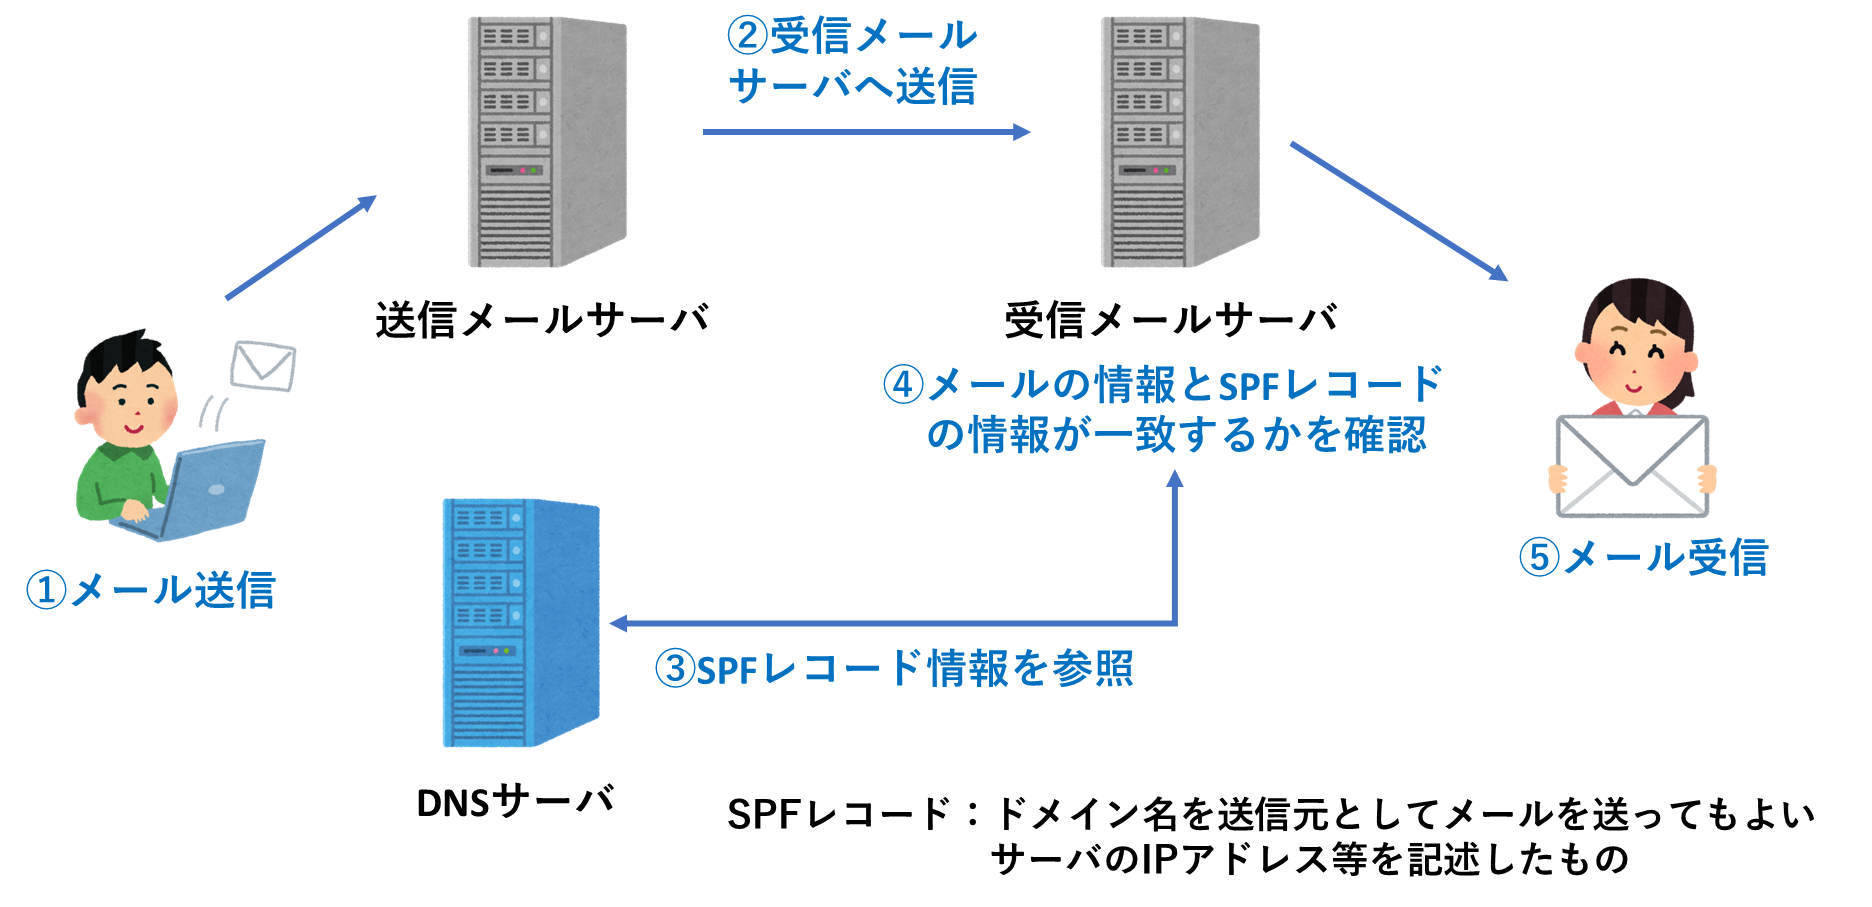 ②受信メール
サーバへ送信
送信メールサーバ
受信メールサーバ
④メールの情報とSPFレコード
の情報が一致するかを確認
①メール送信
⑤メール受信
③SPFレコード情報を参照
DNSサーバ
SPFレコード：ドメイン名を送信元としてメールを送ってもよい
サーバのIPアドレス等を記述したもの